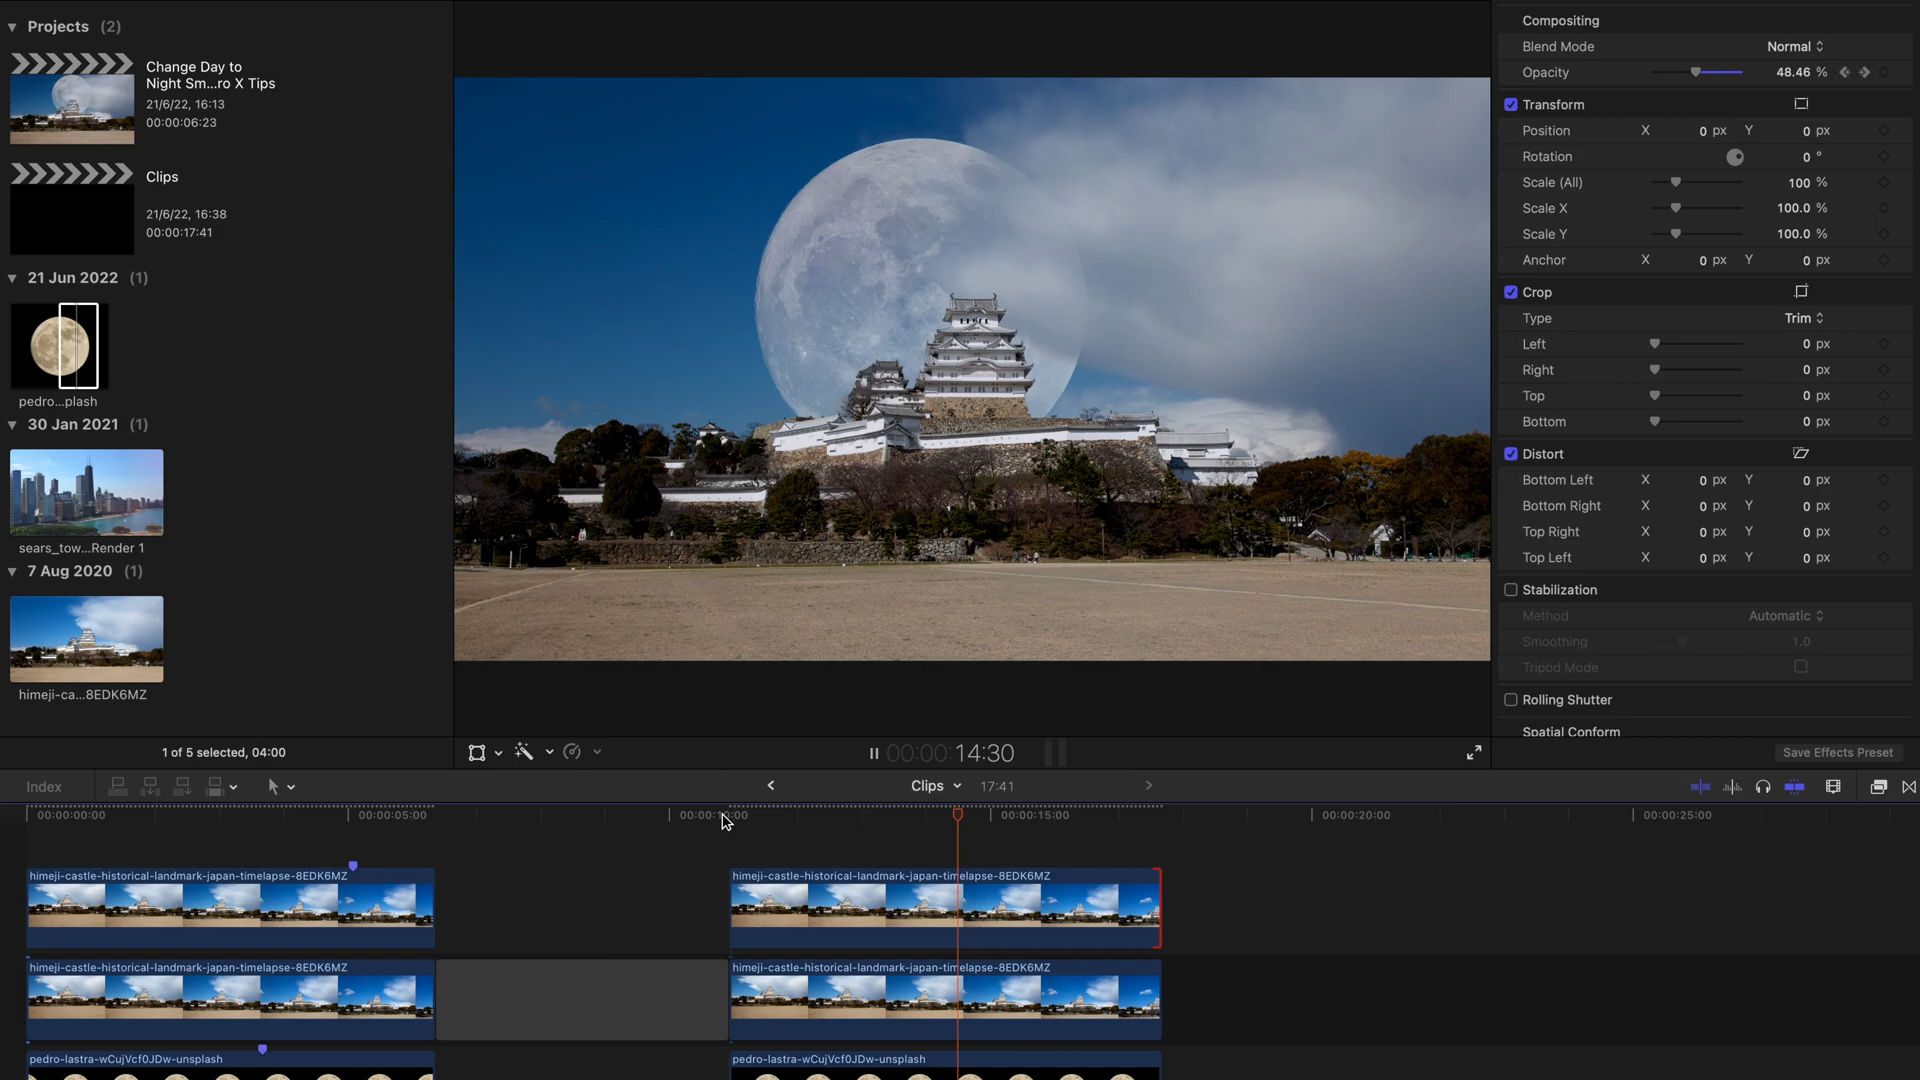 Projects (2)
Change Day to
Night Sm...ro X Tips
21/6/22, 16:13
00:00:06:23
Clips
21/6/22, 16:38
00:00:17:41
21 Jun 2022 (1)
pedro...plash
30 Jan 2021 (1)
sears_tow...Render 1
7 Aug 2020 (1)
himeji-ca...8EDK6MZ
1 of 5 selected, 04:00
Compositing
Blend Mode Normal
Opacity 48.46 %
Transform
Position X 0 px Y 0 px
Rotation 0 °
Scale (All) 100 %
Scale X 100.0 %
Scale Y 100.0 %
Anchor X 0 px Y 0 px
Crop
Type Trim
Left 0 px
Right 0 px
Top 0 px
Bottom 0 px
Distort
Bottom Left X 0 px Y 0 px
Bottom Right X 0 px Y 0 px
Top Right X 0 px Y 0 px
Top Left X 0 px Y 0 px
Stabilization
Method Automatic
Smoothing 1.0
Tripod Mode
Rolling Shutter
Spatial Conform
Save Effects Preset
00:00:14:30
Index
Clips 17:41
00:00:00:00 00:00:05:00 00:00:10:00 00:00:15:00 00:00:20:00 00:00:25:00
himeji-castle-historical-landmark-japan-timelapse-8EDK6MZ himeji-castle-historical-landmark-japan-timelapse-8EDK6MZ
himeji-castle-historical-landmark-japan-timelapse-8EDK6MZ himeji-castle-historical-landmark-japan-timelapse-8EDK6MZ
pedro-lastra-wCujVcf0JDw-unsplash pedro-lastra-wCujVcf0JDw-unsplash